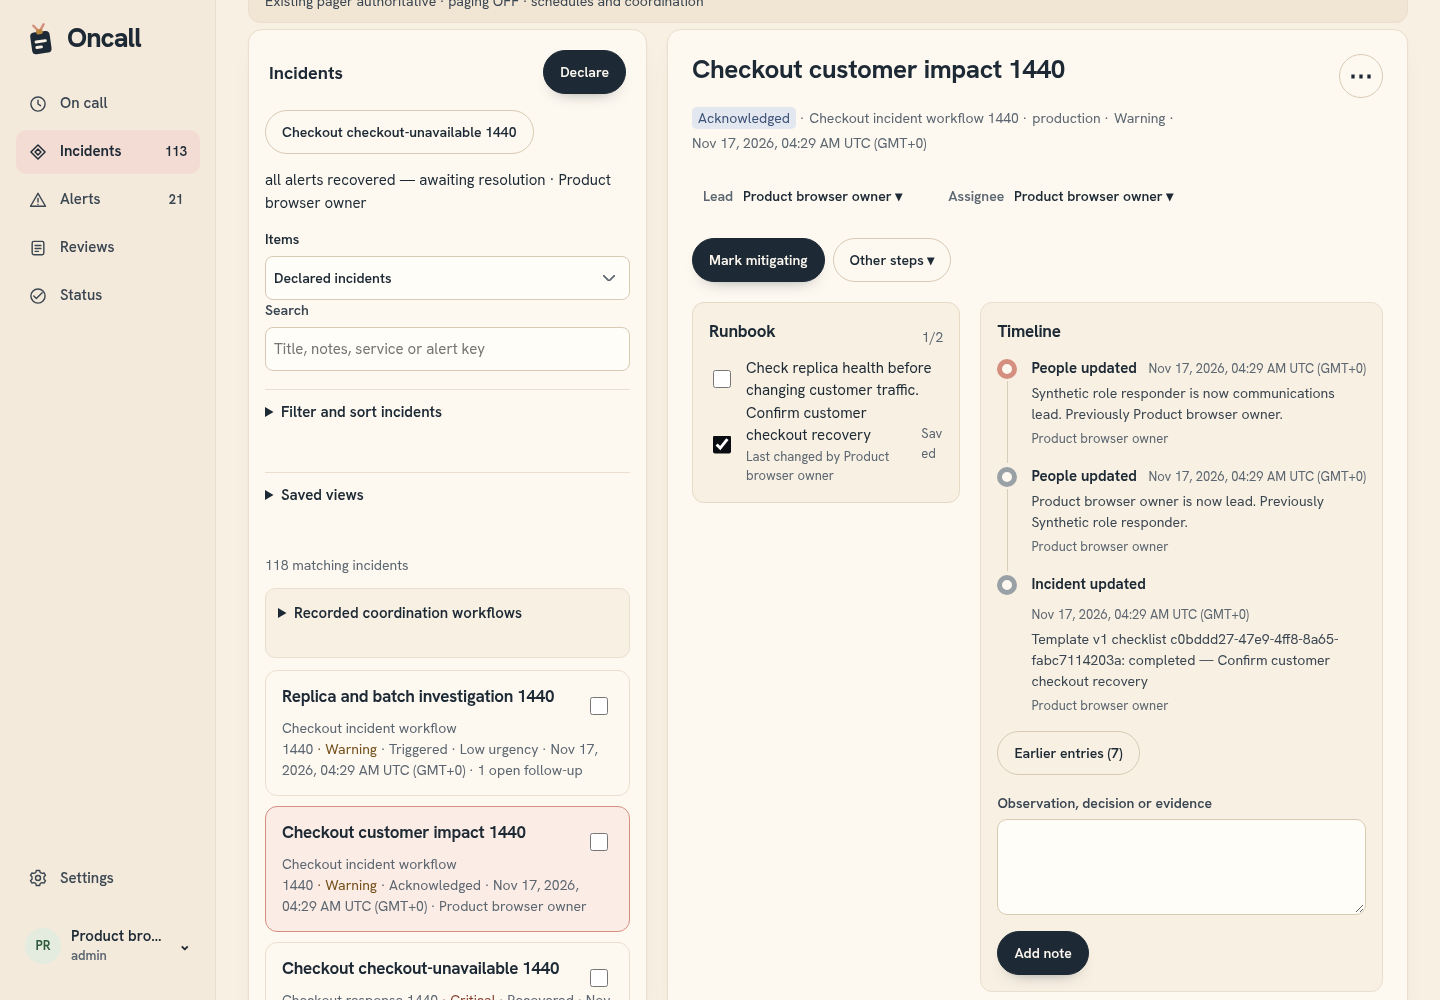 Existing pager authoritative · paging OFF · schedules and coordination
Oncall
On call
Incidents 113
Alerts 21
Reviews
Status
Settings
PR
Product bro...
admin
Incidents
Declare
Checkout checkout-unavailable 1440
all alerts recovered — awaiting resolution · Product
browser owner
Items
Declared incidents
Search
Title, notes, service or alert key
Filter and sort incidents
Saved views
118 matching incidents
Recorded coordination workflows
Replica and batch investigation 1440
Checkout incident workflow
1440 · Warning · Triggered · Low urgency · Nov 17,
2026, 04:29 AM UTC (GMT+0) · 1 open follow-up
Checkout customer impact 1440
Checkout incident workflow
1440 · Warning · Acknowledged · Nov 17, 2026,
04:29 AM UTC (GMT+0) · Product browser owner
Checkout checkout-unavailable 1440
Checkout response 1440 · Critical · Recovered · Nov
Checkout customer impact 1440
...
Acknowledged · Checkout incident workflow 1440 · production · Warning ·
Nov 17, 2026, 04:29 AM UTC (GMT+0)
Lead Product browser owner ▾ Assignee Product browser owner ▾
Mark mitigating
Other steps ▾
Runbook
1/2
Check replica health before
changing customer traffic.
Confirm customer
checkout recovery
Last changed by Product
browser owner
Sav
ed
Timeline
People updated Nov 17, 2026, 04:29 AM UTC (GMT+0)
Synthetic role responder is now communications
lead. Previously Product browser owner.
Product browser owner
People updated Nov 17, 2026, 04:29 AM UTC (GMT+0)
Product browser owner is now lead. Previously
Synthetic role responder.
Product browser owner
Incident updated
Nov 17, 2026, 04:29 AM UTC (GMT+0)
Template v1 checklist c0bddd27-47e9-4ff8-8a65-
fabc7114203a: completed — Confirm customer
checkout recovery
Product browser owner
Earlier entries (7)
Observation, decision or evidence
Add note